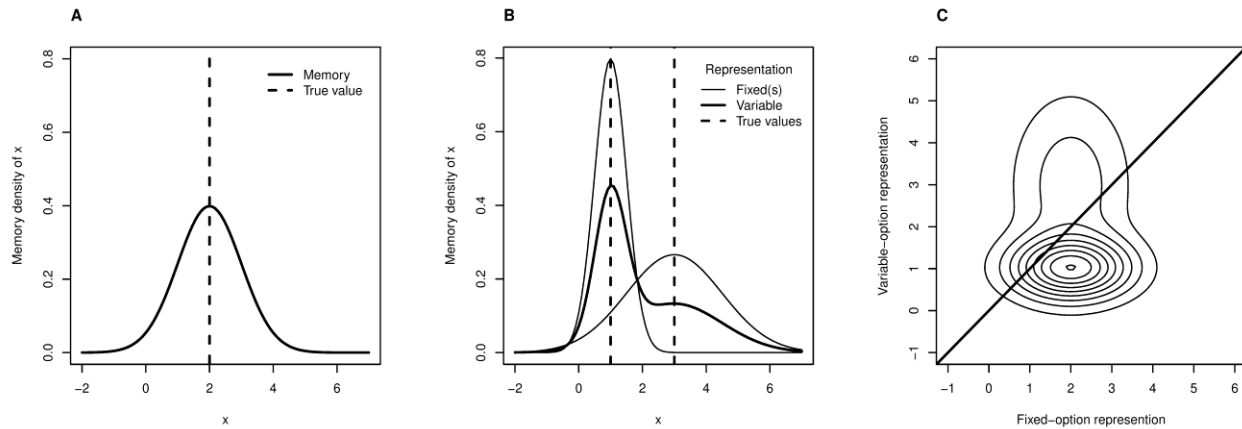 A
Memory density of x
0.0
0.2
0.4
0.6
0.8
Memory
True value
−2 0 2 4 6
x
B
Memory density of x
0.0
0.2
0.4
0.6
0.8
Representation
Fixed(s)
Variable
True values
−2 0 2 4 6
x
C
Variable−option representation
−1
0
1
2
3
4
5
6
−1 0 1 2 3 4 5 6
Fixed−option represention